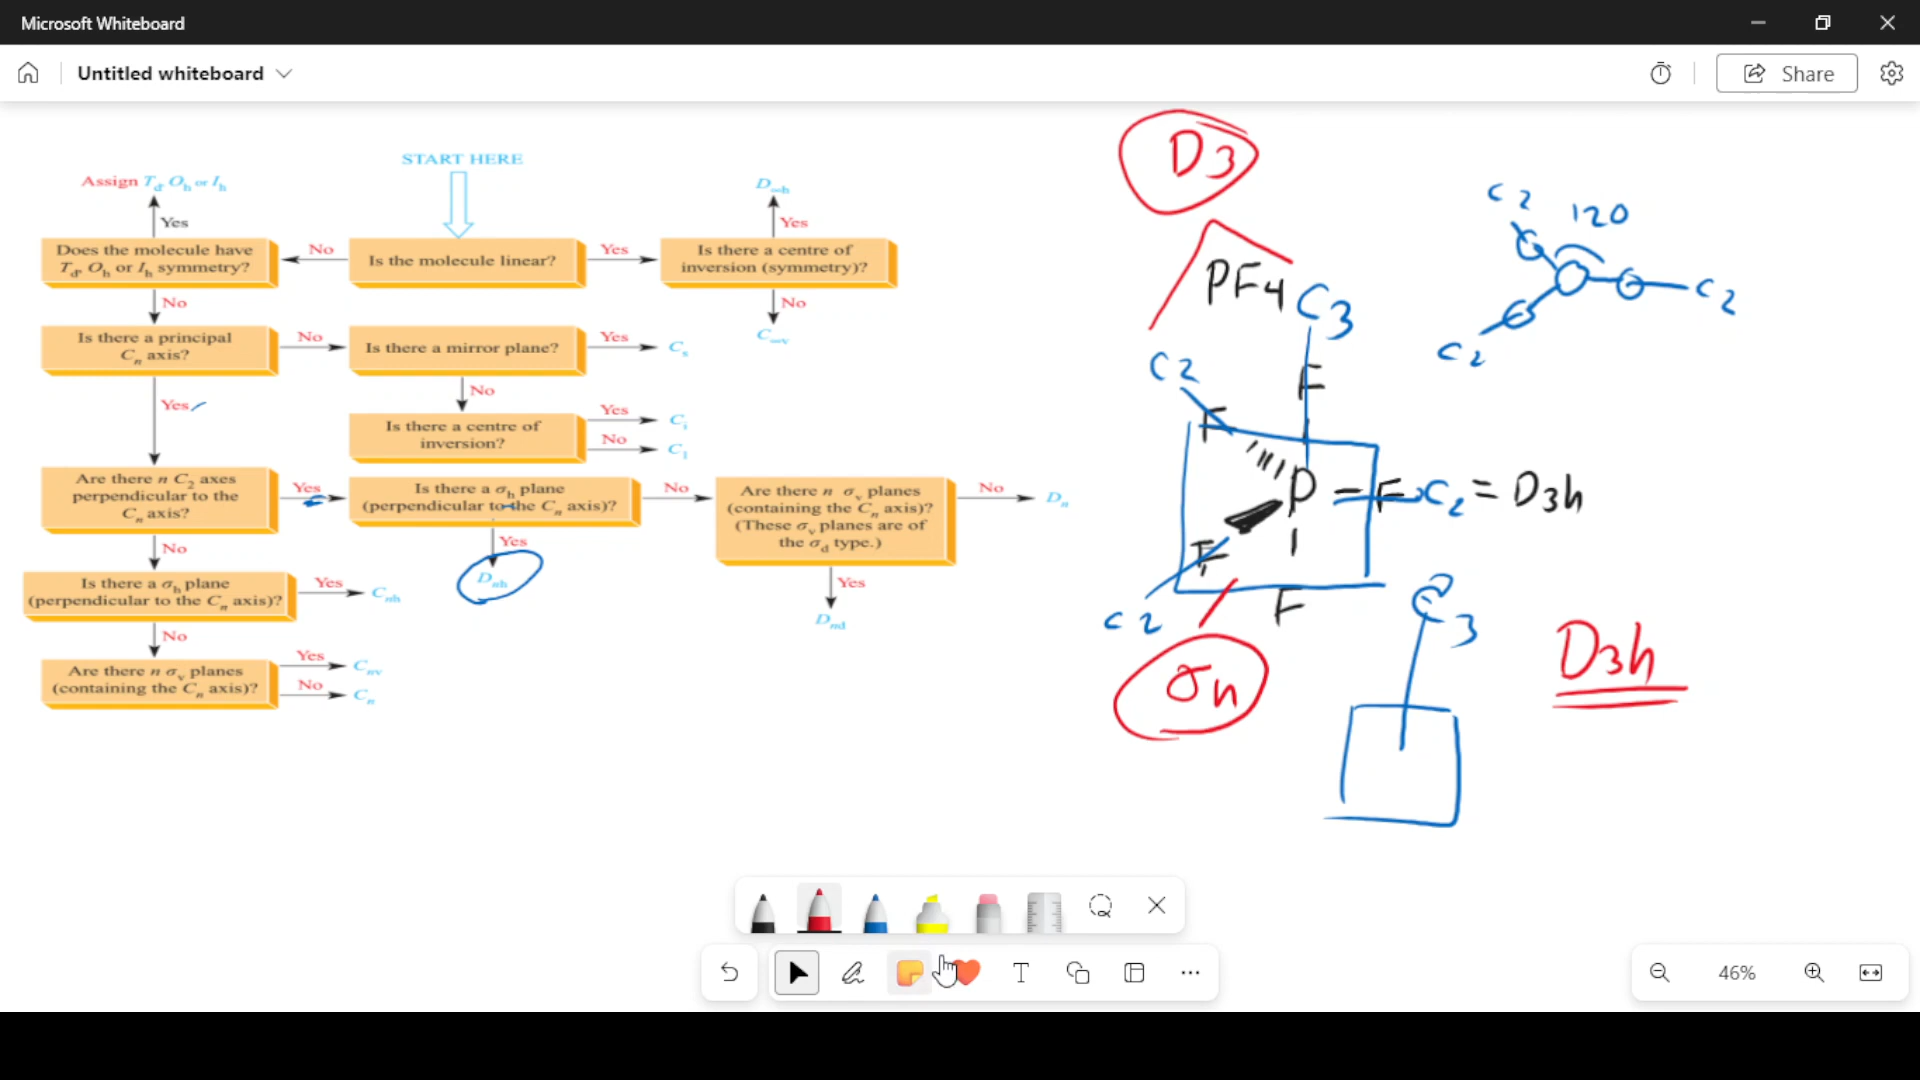 Microsoft Whiteboard
Untitled whiteboard
Share
START HERE
Assign Td, Oh or Ih
D∞h
Yes
Yes
Does the molecule have
Td, Oh or Ih symmetry?
No
Is the molecule linear?
Yes
Is there a centre of
inversion (symmetry)?
No
No
C∞v
Is there a principal
Cn axis?
No
Is there a mirror plane?
Yes
Cs
Yes
No
Is there a centre of
inversion?
Yes
Ci
No
C1
Are there n C2 axes
perpendicular to the
Cn axis?
Yes
Is there a σh plane
(perpendicular to the Cn axis)?
No
Are there n σv planes
(containing the Cn axis)?
(These σv planes are of
the σd type.)
No
Dn
No
Yes
Dnh
Yes
Dnd
Is there a σh plane
(perpendicular to the Cn axis)?
Yes
Cnh
No
Are there n σv planes
(containing the Cn axis)?
Yes
Cnv
No
Cn
D3
PF4
C3
C2
120
C2
C2
C2
F
F
P
F
C2 = D3h
F
C2
F
σn
C3
D3h
46%